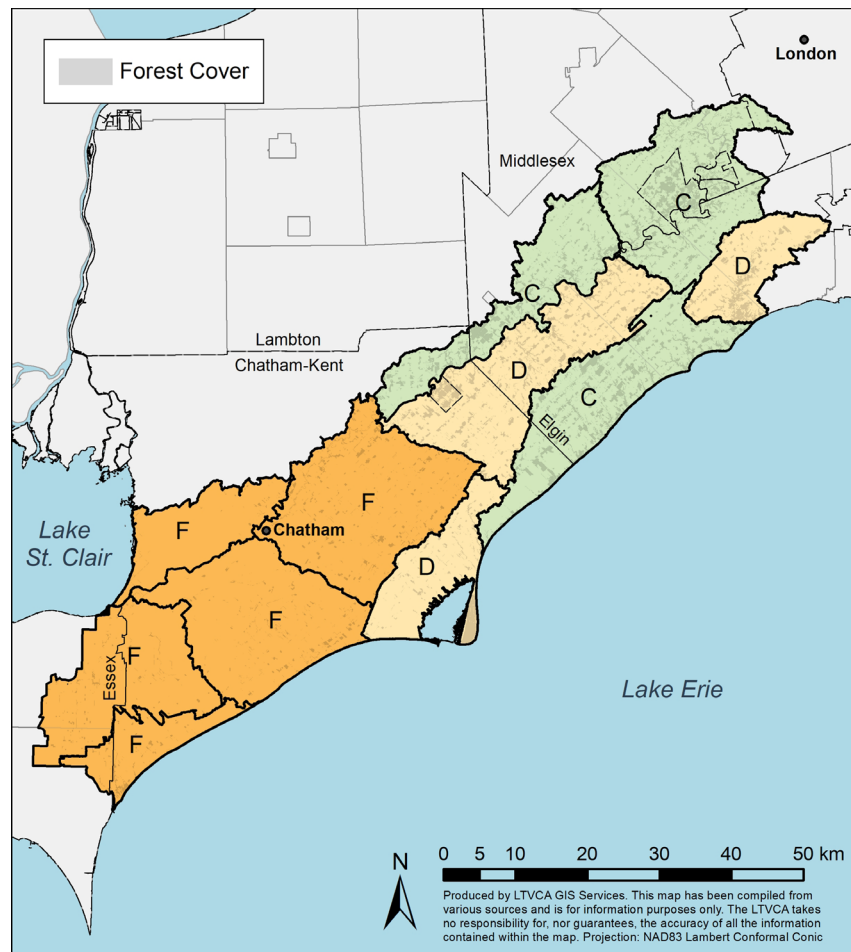 Forest Cover
London
Middlesex
C
D
C
Lambton
Chatham-Kent
D
C
Elgin
F
F
Chatham
Lake
St. Clair
D
F
F
Essex
Lake Erie
F
N
0 5 10 20 30 40 50 km
Produced by LTVCA GIS Services. This map has been compiled from
various sources and is for information purposes only. The LTVCA takes
no responsibility for, nor guarantees, the accuracy of all the information
contained within the map. Projection: NAD83 Lambert Conformal Conic